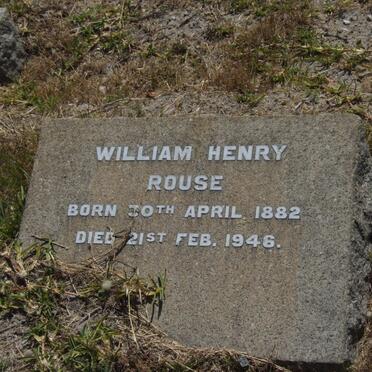 WILLIAM HENRY
ROUSE
BORN 30TH APRIL 1882
DIED 21ST FEB. 1946.